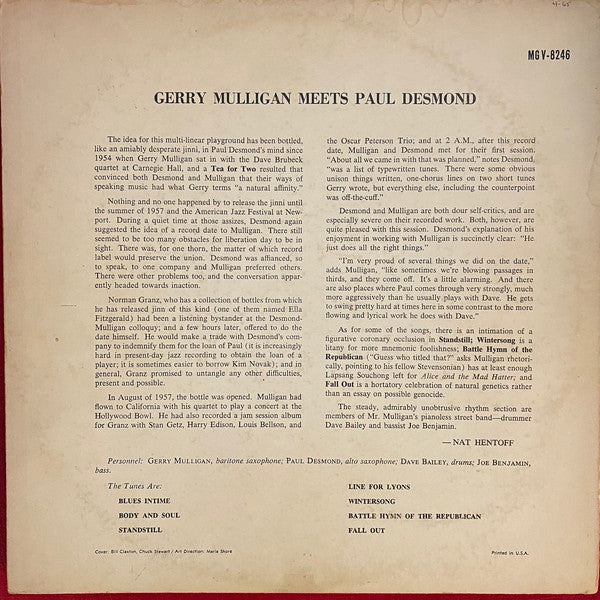 4-65
MG V-8246
GERRY MULLIGAN MEETS PAUL DESMOND
The idea for this multi-linear playground has been bottled,
like an amiably desperate jinni, in Paul Desmond's mind since
1954 when Gerry Mulligan sat in with the Dave Brubeck
quartet at Carnegie Hall, and a Tea for Two resulted that
convinced both Desmond and Mulligan that their ways of
speaking music had what Gerry terms "a natural affinity."
Nothing and no one happened by to release the jinni until
the summer of 1957 and the American Jazz Festival at New-
port. During a quiet time at those assizes, Desmond again
suggested the idea of a record date to Mulligan. There still
seemed to be too many obstacles for liberation day to be in
sight. There was, for one thorn, the matter of which record
label would preserve the union. Desmond was affianced, so
to speak, to one company and Mulligan preferred others.
There were other problems too, and the conversation appar-
ently headed towards inaction.
Norman Granz, who has a collection of bottles from which
he has released jinn of this kind (one of them named Ella
Fitzgerald) had been a listening bystander at the Desmond-
Mulligan colloquy; and a few hours later, offered to do the
date himself. He would make a trade with Desmond's com-
pany to indemnify them for the loan of Paul (it is increasingly
hard in present-day jazz recording to obtain the loan of a
player; it is sometimes easier to borrow Kim Novak); and in
general, Granz promised to untangle any other difficulties,
present and possible.
In August of 1957, the bottle was opened. Mulligan had
flown to California with his quartet to play a concert at the
Hollywood Bowl. He had also recorded a jam session album
for Granz with Stan Getz, Harry Edison, Louis Bellson, and
the Oscar Peterson Trio; and at 2 A.M., after this record
date, Mulligan and Desmond met for their first session.
"About all we came in with that was planned," notes Desmond,
"was a list of typewritten tunes. There were some obvious
unison things written, one-chorus lines on two short tunes
Gerry wrote, but everything else, including the counterpoint
was off-the-cuff."
Desmond and Mulligan are both dour self-critics, and are
especially severe on their recorded work. Both, however, are
quite pleased with this session. Desmond's explanation of his
enjoyment in working with Mulligan is succinctly clear: "He
just does all the right things."
"I'm very proud of several things we did on the date,"
adds Mulligan, "like sometimes we're blowing passages in
thirds, and they come off. It's a little alarming. And there
are also places where Paul comes through very strongly, much
more aggressively than he usually plays with Dave. He gets
to swing pretty hard at times here in some contrast to the more
flowing and lyrical work he does with Dave."
As for some of the songs, there is an intimation of a
figurative coronary occlusion in Standstill; Wintersong is a
litany for more mnemonic foolishness; Battle Hymn of the
Republican ("Guess who titled that?" asks Mulligan rhetori-
cally, pointing to his fellow Stevensonian) has at least enough
Lapsang Souchong left for Alice and the Mad Hatter; and
Fall Out is a hortatory celebration of natural genetics rather
than an essay on possible genocide.
The steady, admirably unobtrusive rhythm section are
members of Mr. Mulligan's pianoless street band—drummer
Dave Bailey and bassist Joe Benjamin.
—NAT HENTOFF
Personnel: GERRY MULLIGAN, baritone saxophone; PAUL DESMOND, alto saxophone; DAVE BAILEY, drums; JOE BENJAMIN,
bass.
The Tunes Are:
BLUES INTIME
BODY AND SOUL
STANDSTILL
LINE FOR LYONS
WINTERSONG
BATTLE HYMN OF THE REPUBLICAN
FALL OUT
Cover: Bill Claxton, Chuck Stewart / Art Direction: Merle Shore
Printed in U.S.A.